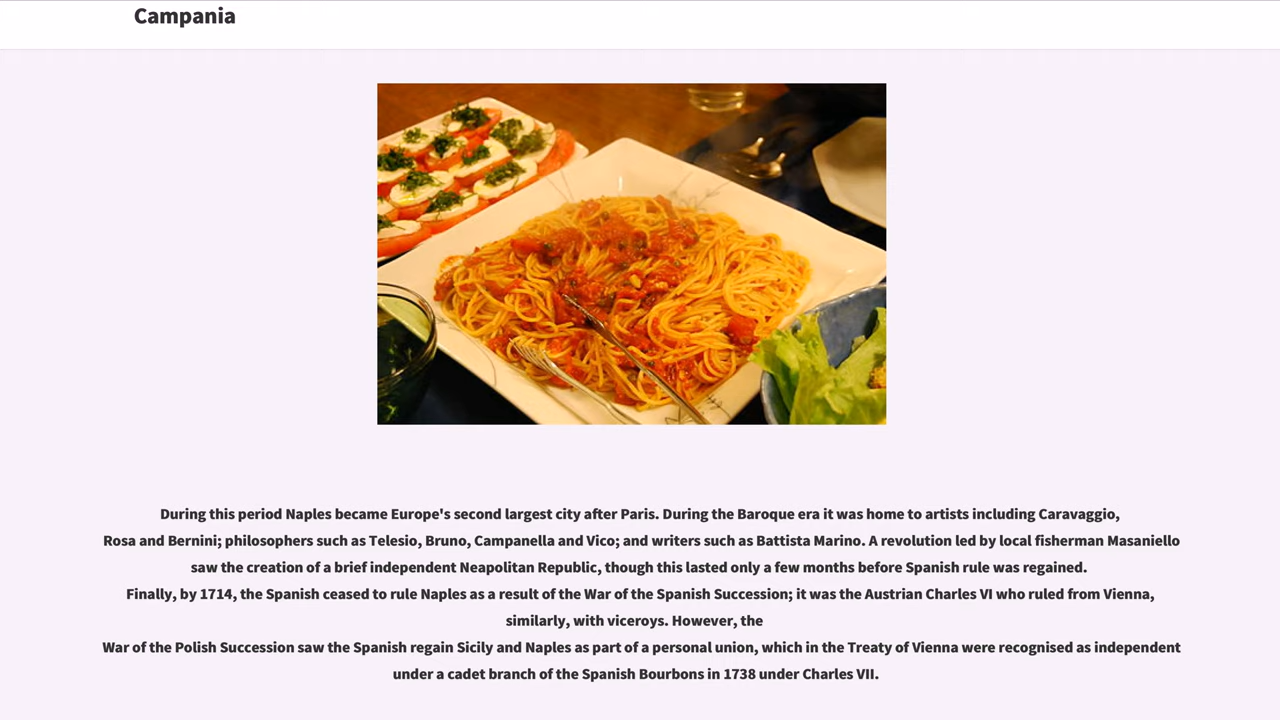 Campania
During this period Naples became Europe's second largest city after Paris. During the Baroque era it was home to artists including Caravaggio,
Rosa and Bernini; philosophers such as Telesio, Bruno, Campanella and Vico; and writers such as Battista Marino. A revolution led by local fisherman Masaniello
saw the creation of a brief independent Neapolitan Republic, though this lasted only a few months before Spanish rule was regained.
Finally, by 1714, the Spanish ceased to rule Naples as a result of the War of the Spanish Succession; it was the Austrian Charles VI who ruled from Vienna,
similarly, with viceroys. However, the
War of the Polish Succession saw the Spanish regain Sicily and Naples as part of a personal union, which in the Treaty of Vienna were recognised as independent
under a cadet branch of the Spanish Bourbons in 1738 under Charles VII.